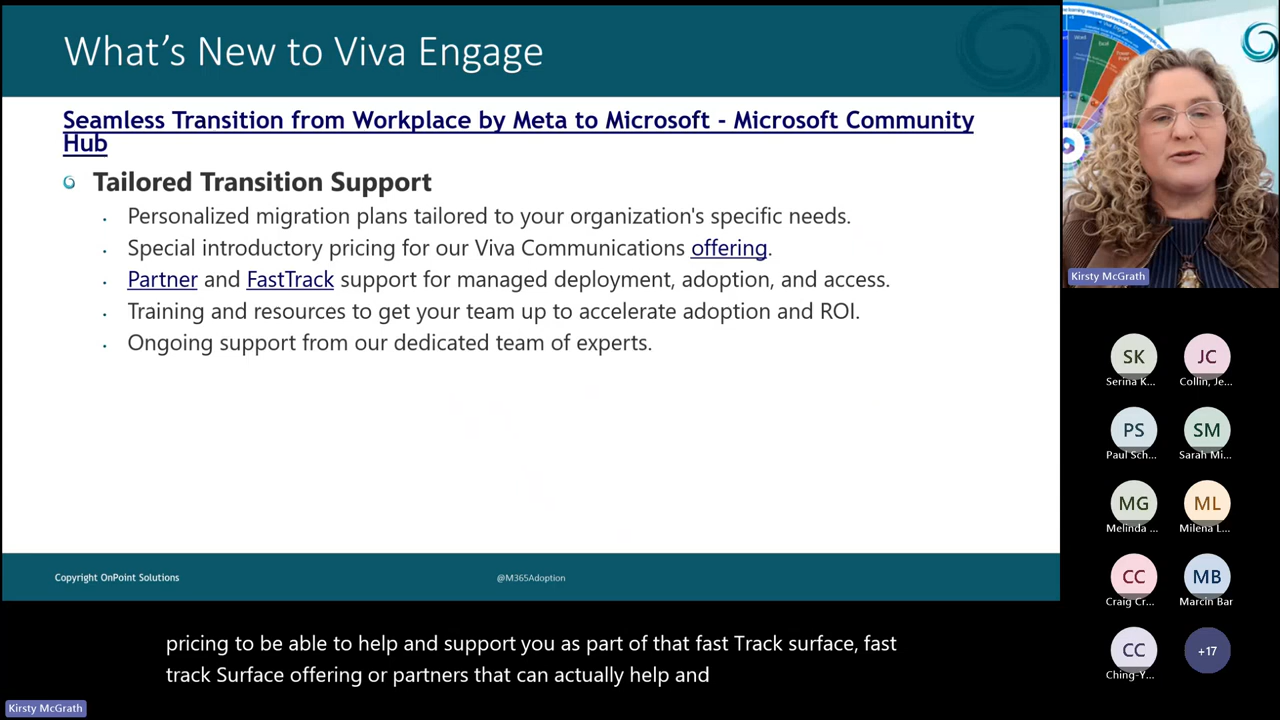 What's New to Viva Engage
Seamless Transition from Workplace by Meta to Microsoft - Microsoft Community
Hub
Tailored Transition Support
Personalized migration plans tailored to your organization's specific needs.
Special introductory pricing for our Viva Communications offering.
Partner and FastTrack support for managed deployment, adoption, and access.
Training and resources to get your team up to accelerate adoption and ROI.
Ongoing support from our dedicated team of experts.
Copyright OnPoint Solutions
@M365Adoption
Kirsty McGrath
SK
JC
Serina K...
Collin, Je...
PS
SM
Paul Sch...
Sarah Mi...
MG
ML
Melinda ...
Milena L...
CC
MB
Craig Cr...
Marcin Bar
CC
+17
Ching-Y...
pricing to be able to help and support you as part of that fast Track surface, fast
track Surface offering or partners that can actually help and
Kirsty McGrath